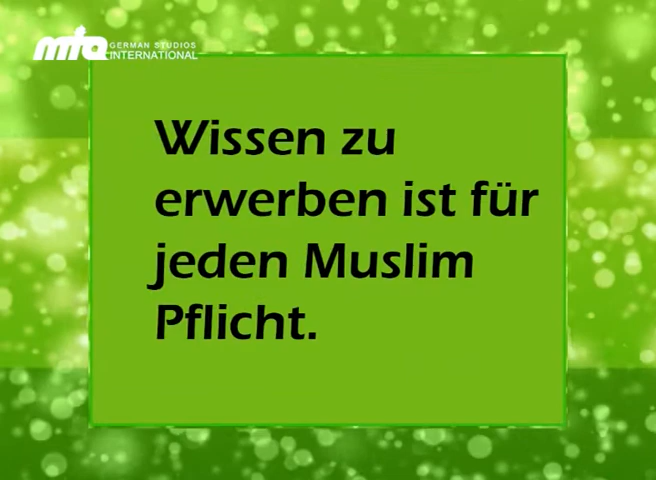 mta GERMAN STUDIOS
INTERNATIONAL
Wissen zu
erwerben ist für
jeden Muslim
Pflicht.